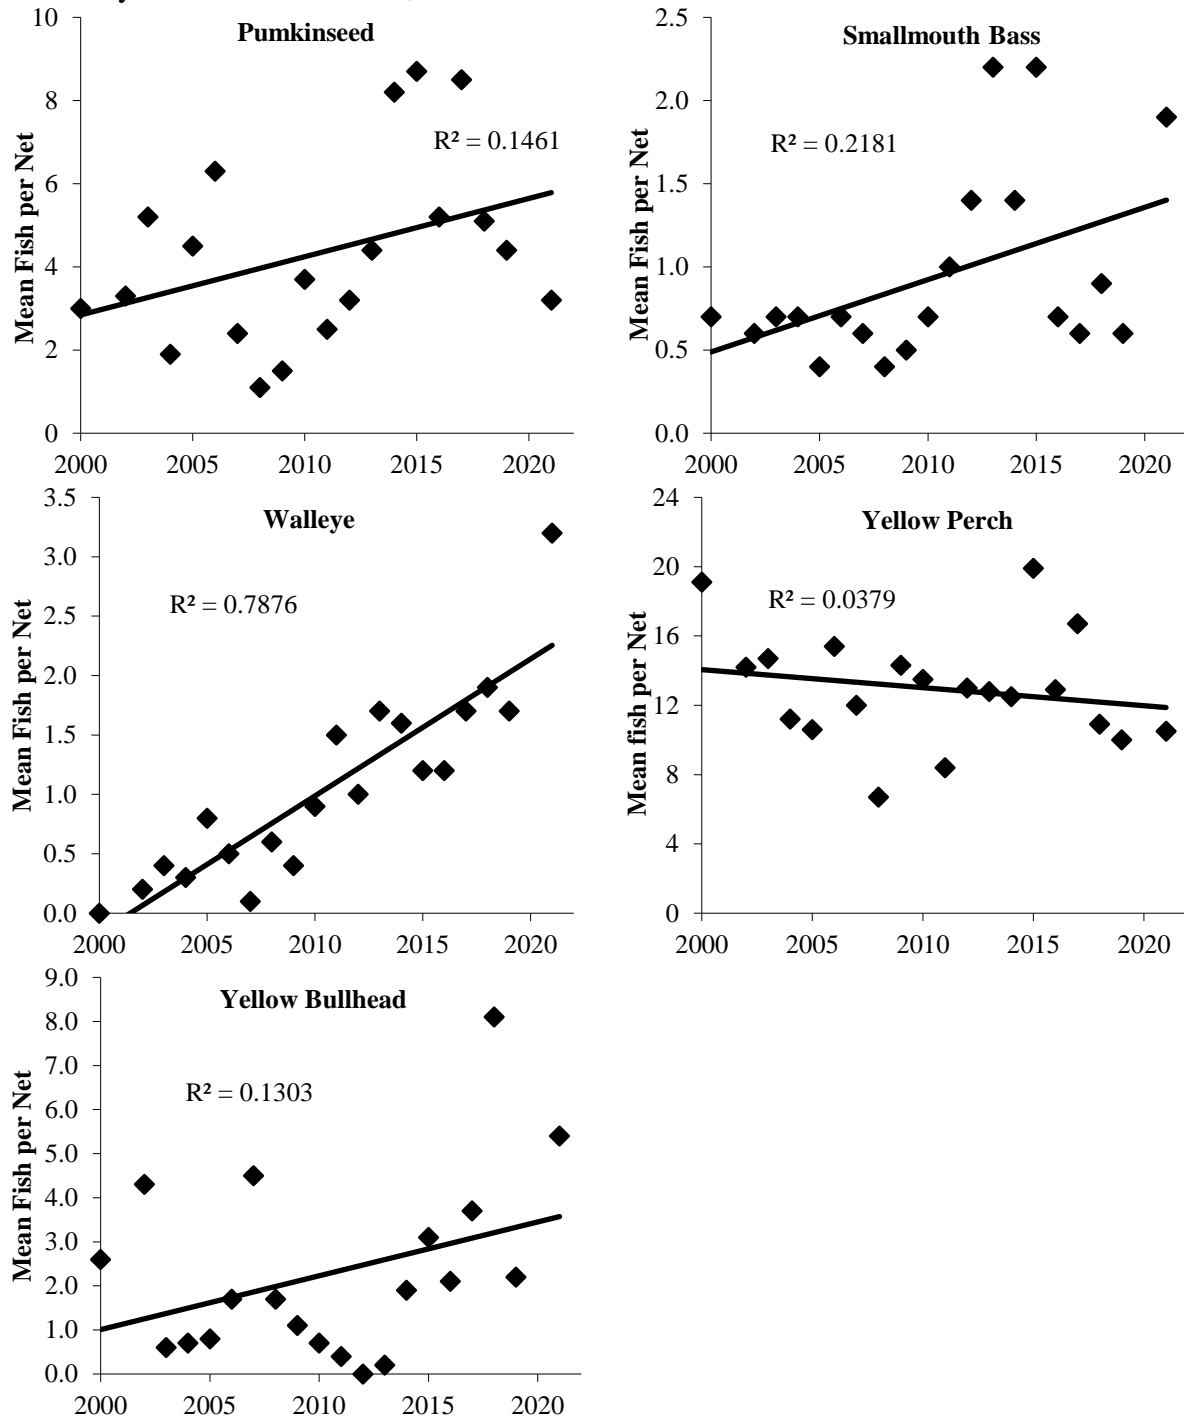 Pumkinseed
R² = 0.1461
Mean Fish per Net
10
8
6
4
2
0
2000 2005 2010 2015 2020
Smallmouth Bass
R² = 0.2181
Mean Fish per Net
2.5
2.0
1.5
1.0
0.5
0.0
2000 2005 2010 2015 2020
Walleye
R² = 0.7876
Mean Fish per Net
3.5
3.0
2.5
2.0
1.5
1.0
0.5
0.0
2000 2005 2010 2015 2020
Yellow Perch
R² = 0.0379
Mean fish per Net
24
20
16
12
8
4
0
2000 2005 2010 2015 2020
Yellow Bullhead
R² = 0.1303
Mean Fish per Net
9.0
8.0
7.0
6.0
5.0
4.0
3.0
2.0
1.0
0.0
2000 2005 2010 2015 2020